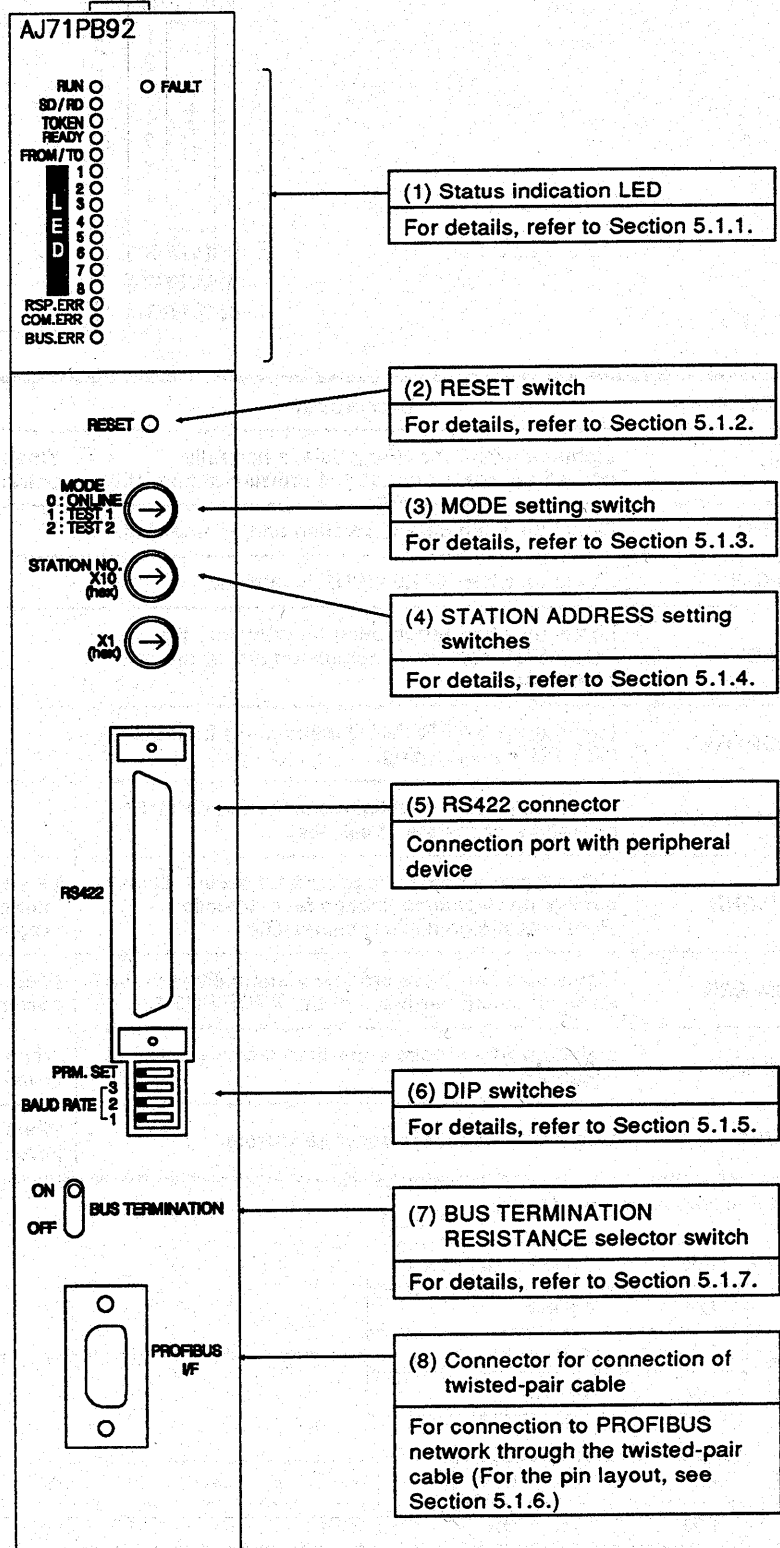 AJ71PB92
RUN
FAULT
SD/RD
TOKEN
READY
FROM/TO
LED
1
2
3
4
5
6
7
8
RSP.ERR
COM.ERR
BUS.ERR
(1) Status indication LED
For details, refer to Section 5.1.1.
RESET
(2) RESET switch
For details, refer to Section 5.1.2.
MODE
0 : ONLINE
1 : TEST 1
2 : TEST 2
(3) MODE setting switch
For details, refer to Section 5.1.3.
STATION NO.
X10
(hex)
X1
(hex)
(4) STATION ADDRESS setting
switches
For details, refer to Section 5.1.4.
RS422
(5) RS422 connector
Connection port with peripheral
device
PRM. SET
BAUD RATE
3
2
1
(6) DIP switches
For details, refer to Section 5.1.5.
ON
OFF
BUS TERMINATION
(7) BUS TERMINATION
RESISTANCE selector switch
For details, refer to Section 5.1.7.
PROFIBUS
I/F
(8) Connector for connection of
twisted-pair cable
For connection to PROFIBUS
network through the twisted-pair
cable (For the pin layout, see
Section 5.1.6.)